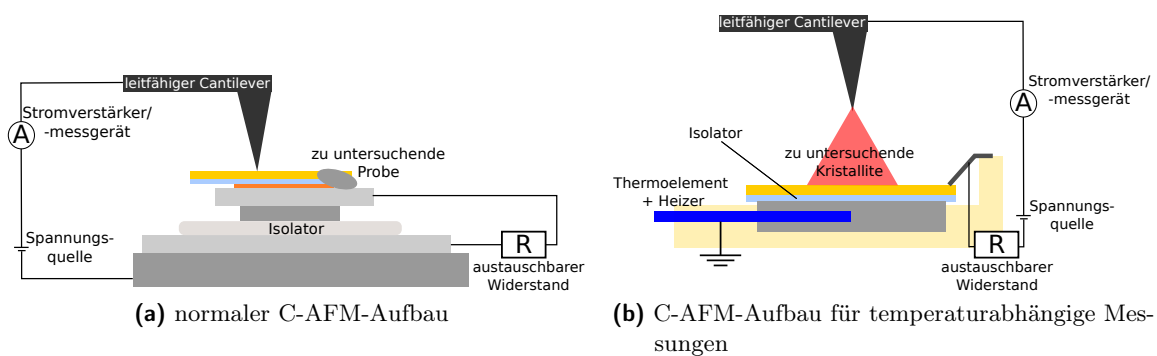 leitfähiger Cantilever
Stromverstärker/
-messgerät
A
zu untersuchende
Probe
Isolator
Spannungs-
quelle
R
austauschbarer
Widerstand
(a) normaler C-AFM-Aufbau
leitfähiger Cantilever
Stromverstärker/
-messgerät
A
Isolator
zu untersuchende
Kristallite
Thermoelement
+ Heizer
Spannungs-
quelle
R
austauschbarer
Widerstand
(b) C-AFM-Aufbau für temperaturabhängige Mes-
sungen